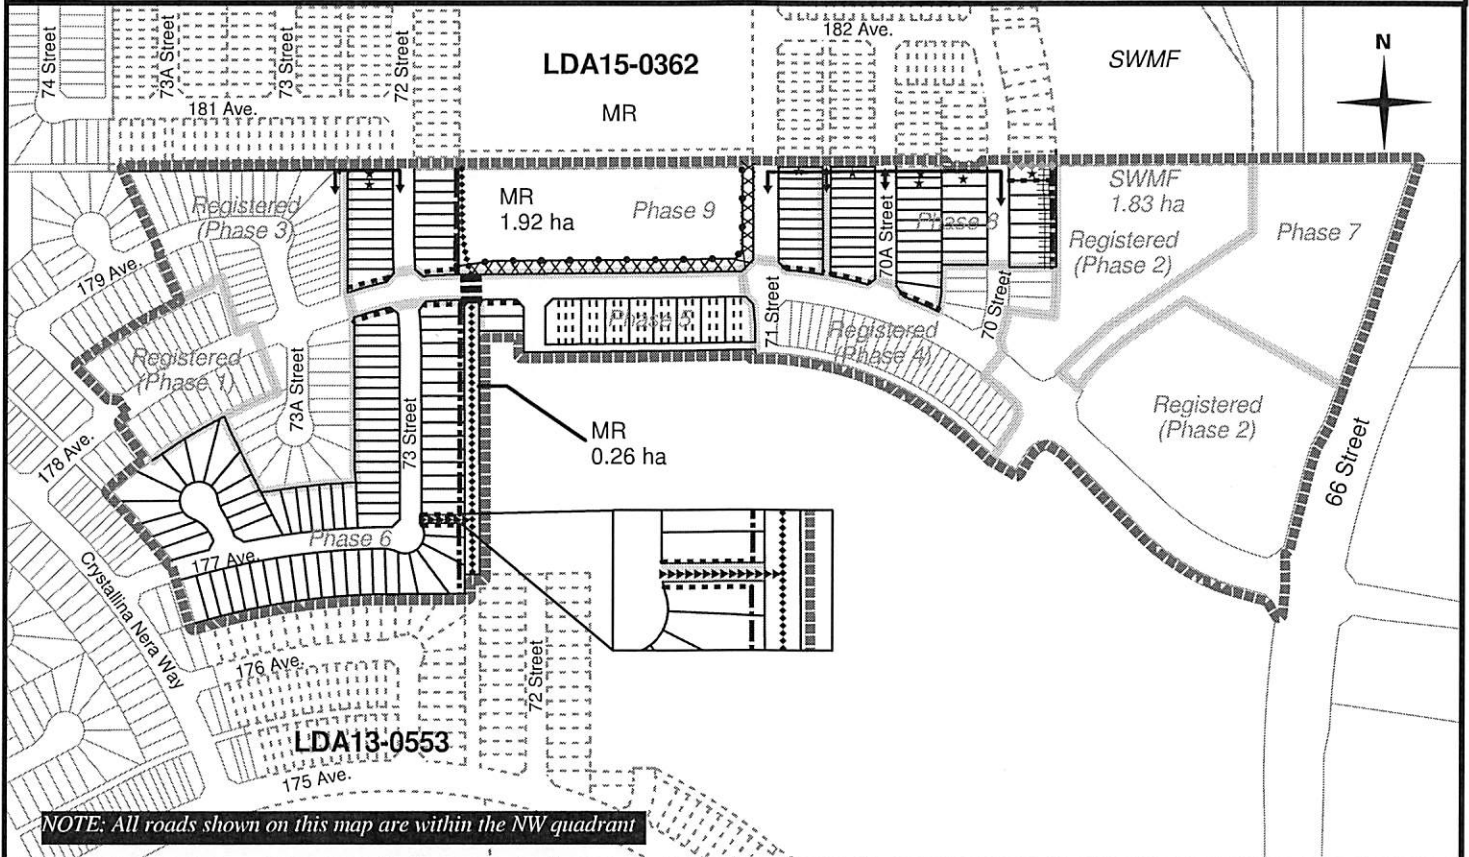 74 Street
73A Street
73 Street
72 Street
181 Ave.
LDA15-0362
MR
182 Ave.
SWMF
N
Registered
(Phase 3)
MR
1.92 ha
Phase 9
70A Street
Phase 8
SWMF
1.83 ha
Registered
(Phase 2)
Phase 7
179 Ave.
Registered
(Phase 1)
73A Street
73 Street
Phase 5
71 Street
Registered
(Phase 4)
70 Street
Registered
(Phase 2)
66 Street
MR
0.26 ha
178 Ave.
177 Ave.
Phase 6
Crystallina Nera Way
176 Ave.
72 Street
LDA13-0553
175 Ave.
NOTE: All roads shown on this map are within the NW quadrant